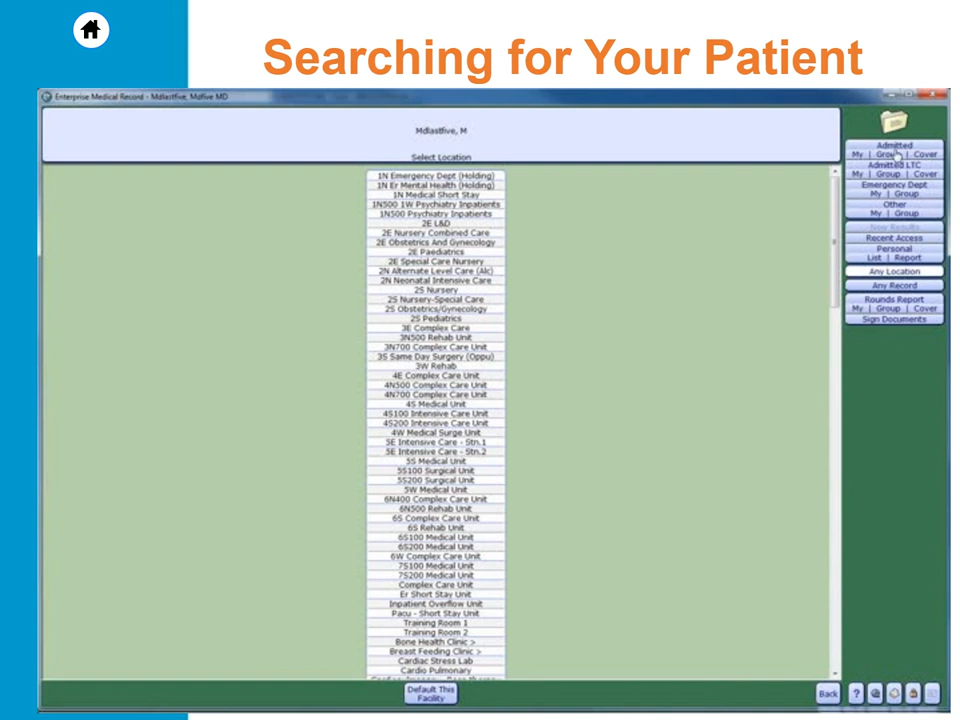 Searching for Your Patient
Enterprise Medical Record - Mdlastfive, Mdfive MD
Mdlastfive, M
Select Location
1N Emergency Dept (Holding)
1N Er Mental Health (Holding)
1N Medical Short Stay
1N500 1W Psychiatry Inpatients
1N500 Psychiatry Inpatients
2E L&D
2E Nursery Combined Care
2E Obstetrics And Gynecology
2E Paediatrics
2E Special Care Nursery
2N Alternate Level Care (Alc)
2N Neonatal Intensive Care
2S Nursery
2S Nursery-Special Care
2S Obstetrics/Gynecology
2S Pediatrics
3E Complex Care
3N500 Rehab Unit
3N700 Complex Care Unit
3S Same Day Surgery (Oppu)
3W Rehab
4E Complex Care Unit
4N500 Complex Care Unit
4N700 Complex Care Unit
4S Medical Unit
4S100 Intensive Care Unit
4S200 Intensive Care Unit
4W Medical Surge Unit
5E Intensive Care - Stn.1
5E Intensive Care - Stn.2
5S Medical Unit
5S100 Surgical Unit
5S200 Surgical Unit
5W Medical Unit
6N400 Complex Care Unit
6N500 Rehab Unit
6S Complex Care Unit
6S Rehab Unit
6S100 Medical Unit
6S200 Medical Unit
6W Complex Care Unit
7S100 Medical Unit
7S200 Medical Unit
Complex Care Unit
Er Short Stay Unit
Inpatient Overflow Unit
Pacu - Short Stay Unit
Training Room 1
Training Room 2
Bone Health Clinic >
Breast Feeding Clinic >
Cardiac Stress Lab
Cardio Pulmonary
Default This
Facility
Admitted
My | Group | Cover
Admitted LTC
My | Group | Cover
Emergency Dept
My | Group
Other
My | Group
New Results
Recent Access
Personal
List | Report
Any Location
Any Record
Rounds Report
My | Group | Cover
Sign Documents
Back
?